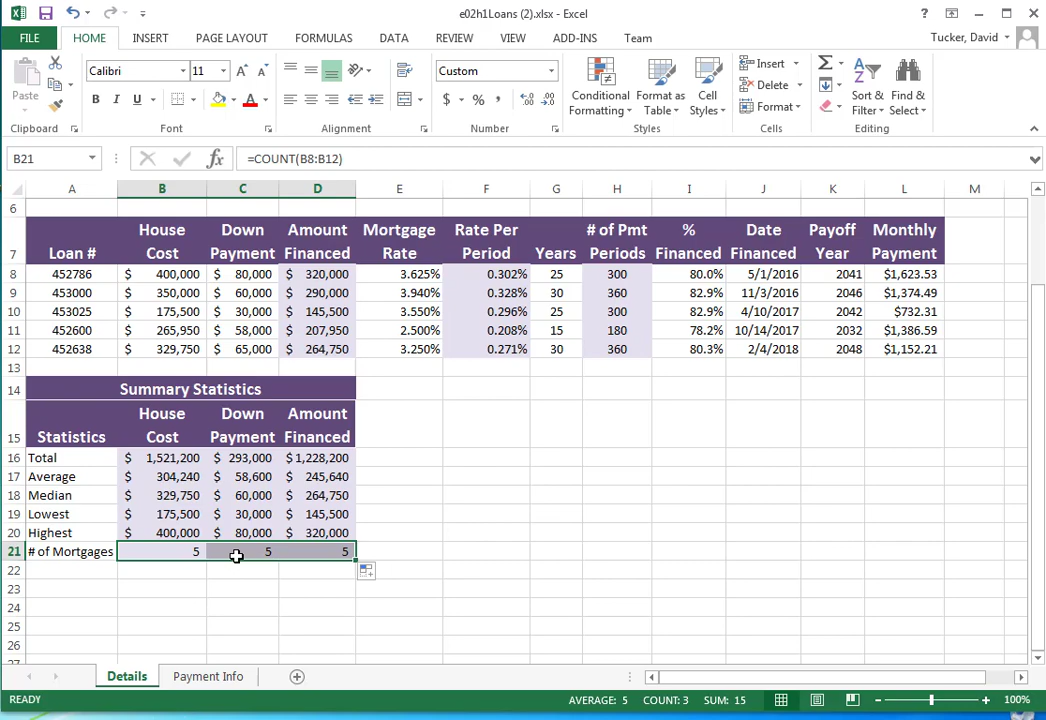 e02h1Loans (2).xlsx - Excel
FILE HOME INSERT PAGE LAYOUT FORMULAS DATA REVIEW VIEW ADD-INS Team Tucker, David
Paste Calibri 11 A A Custom Conditional Formatting Format as Table Cell Styles Insert Delete Format Sort & Filter Find & Select
B I U A $ %
Clipboard Font Alignment Number Styles Cells Editing
B21 fx =COUNT(B8:B12)
A B C D E F G H I J K L M
6
7 Loan # House Cost Down Payment Amount Financed Mortgage Rate Rate Per Period Years # of Pmt Periods % Financed Date Financed Payoff Year Monthly Payment
8 452786 $ 400,000 $ 80,000 $ 320,000 3.625% 0.302% 25 300 80.0% 5/1/2016 2041 $1,623.53
9 453000 $ 350,000 $ 60,000 $ 290,000 3.940% 0.328% 30 360 82.9% 11/3/2016 2046 $1,374.49
10 453025 $ 175,500 $ 30,000 $ 145,500 3.550% 0.296% 25 300 82.9% 4/10/2017 2042 $732.31
11 452600 $ 265,950 $ 58,000 $ 207,950 2.500% 0.208% 15 180 78.2% 10/14/2017 2032 $1,386.59
12 452638 $ 329,750 $ 65,000 $ 264,750 3.250% 0.271% 30 360 80.3% 2/4/2018 2048 $1,152.21
13
14 Summary Statistics
15 Statistics House Cost Down Payment Amount Financed
16 Total $ 1,521,200 $ 293,000 $ 1,228,200
17 Average $ 304,240 $ 58,600 $ 245,640
18 Median $ 329,750 $ 60,000 $ 264,750
19 Lowest $ 175,500 $ 30,000 $ 145,500
20 Highest $ 400,000 $ 80,000 $ 320,000
21 # of Mortgages 5 5 5
22
23
24
25
26
27
Details Payment Info
READY AVERAGE: 5 COUNT: 3 SUM: 15 100%